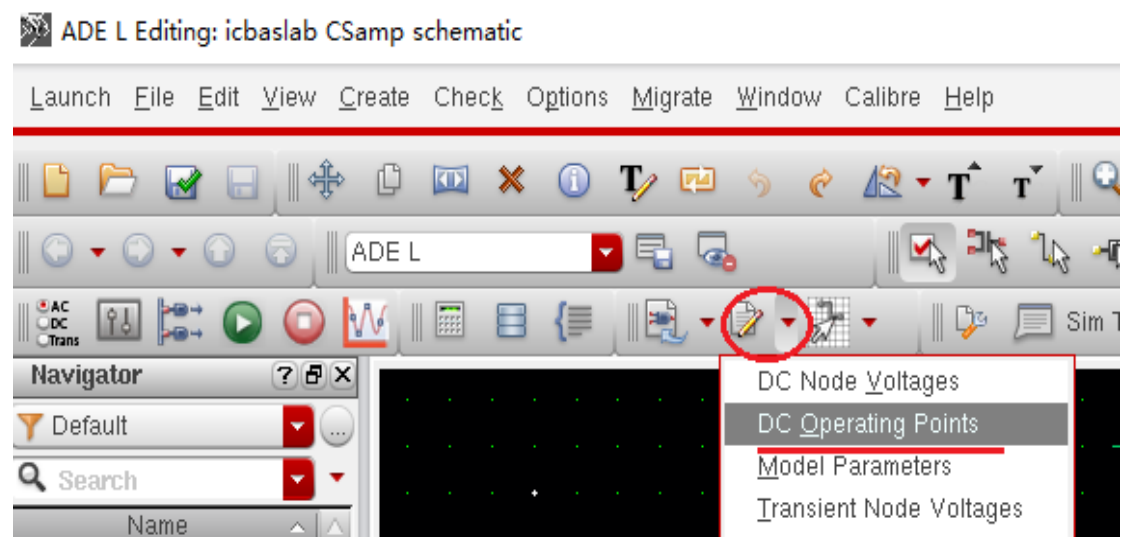 ADE L Editing: icbaslab CSamp schematic
Launch File Edit View Create Check Options Migrate Window Calibre Help
T T T
ADE L
AC
DC
Trans
Sim
Navigator ? X
DC Node Voltages
Default ...
DC Operating Points
Search
Model Parameters
Name
Transient Node Voltages